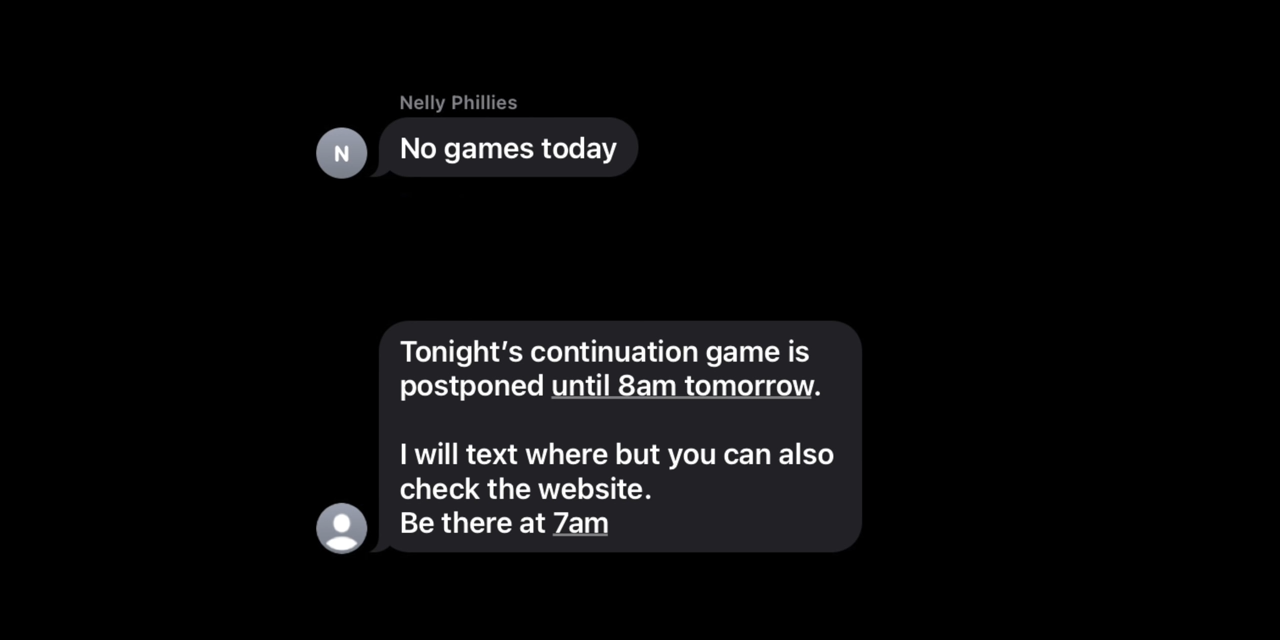 Nelly Phillies
N
No games today
Tonight’s continuation game is
postponed until 8am tomorrow.
I will text where but you can also
check the website.
Be there at 7am